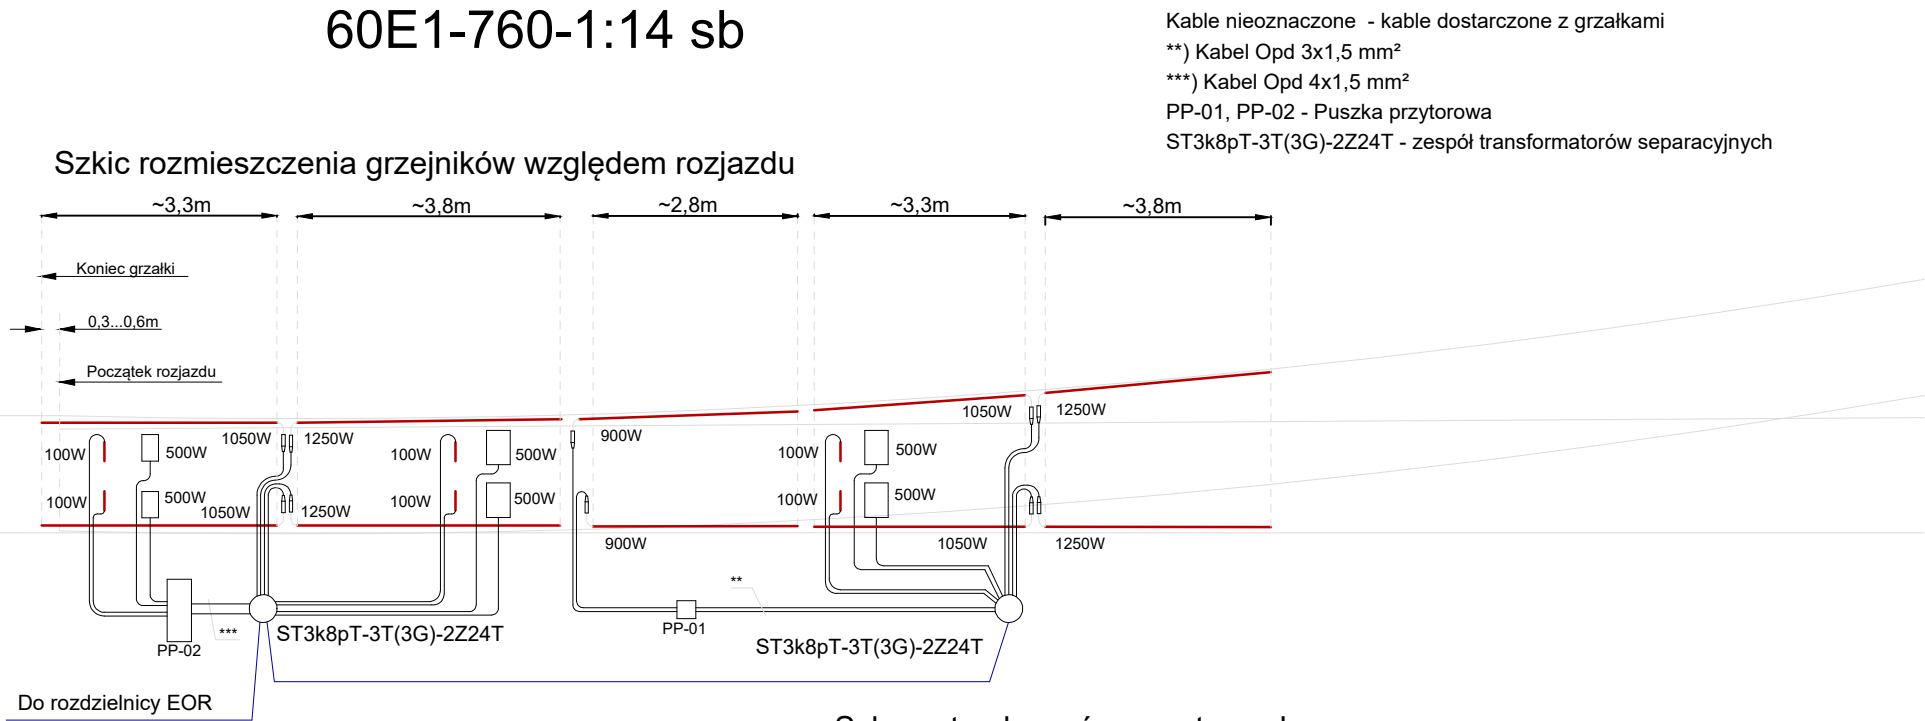 60E1-760-1:14 sb
Kable nieoznaczone - kable dostarczone z grzałkami
**) Kabel Opd 3x1,5 mm²
***) Kabel Opd 4x1,5 mm²
PP-01, PP-02 - Puszka przytorowa
ST3k8pT-3T(3G)-2Z24T - zespół transformatorów separacyjnych
Szkic rozmieszczenia grzejników względem rozjazdu
~3,3m ~3,8m ~2,8m ~3,3m ~3,8m
Koniec grzałki
0,3...0,6m
Początek rozjazdu
1050W 1250W 900W 1050W 1250W
100W 500W 100W 500W 100W 500W
100W 500W 1050W 1250W 100W 500W 100W 500W
900W 1050W 1250W
**
***
PP-02
ST3k8pT-3T(3G)-2Z24T
PP-01
ST3k8pT-3T(3G)-2Z24T
Do rozdzielnicy EOR